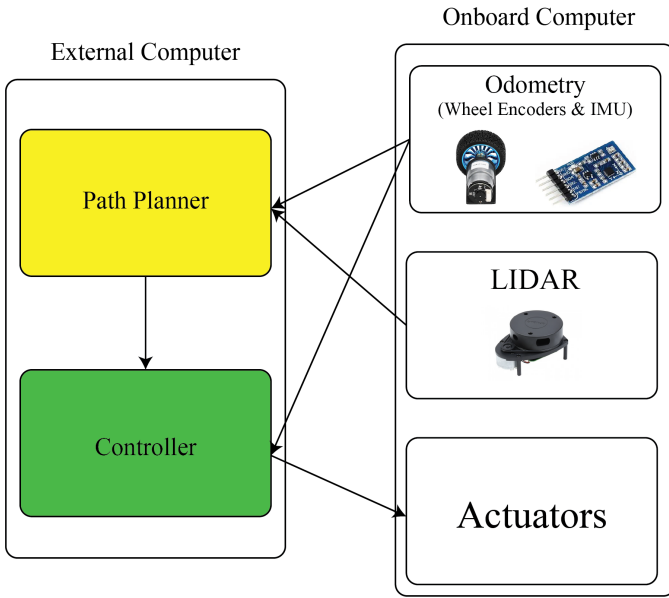 Onboard Computer
External Computer
Odometry
(Wheel Encoders & IMU)
Path Planner
LIDAR
Controller
Actuators